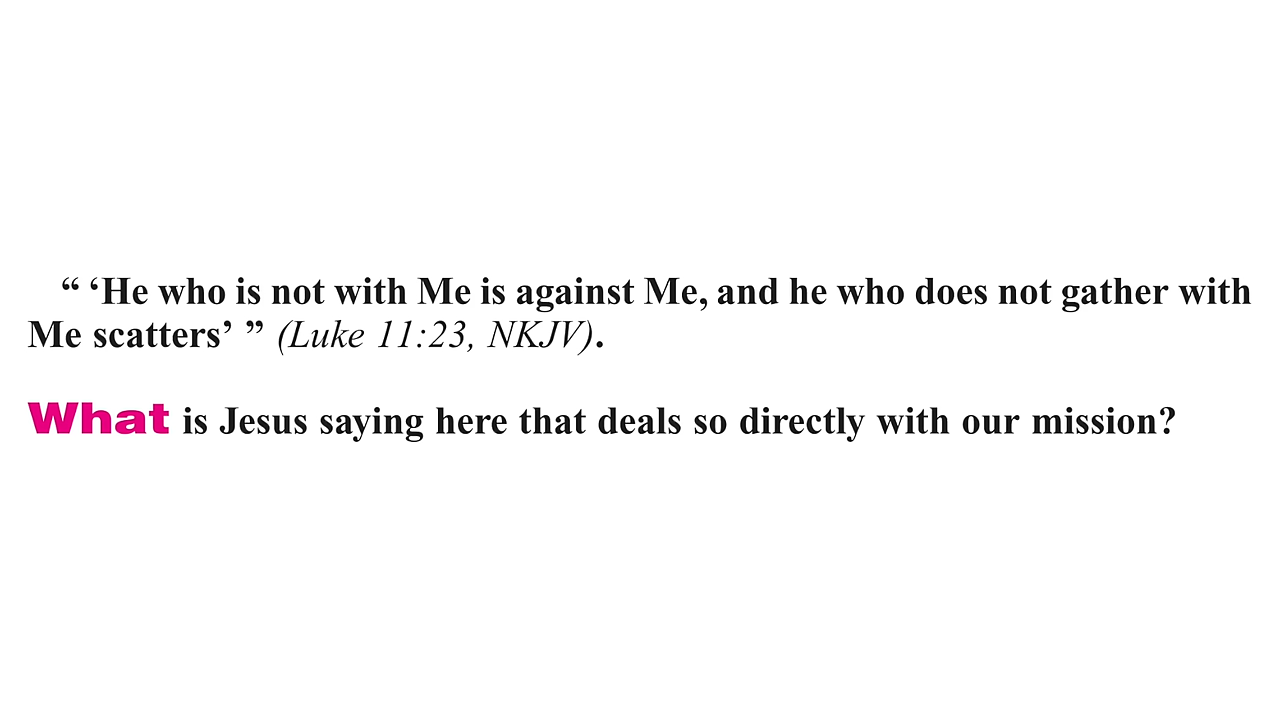 “ ‘He who is not with Me is against Me, and he who does not gather with
Me scatters’ ” (Luke 11:23, NKJV).
What is Jesus saying here that deals so directly with our mission?